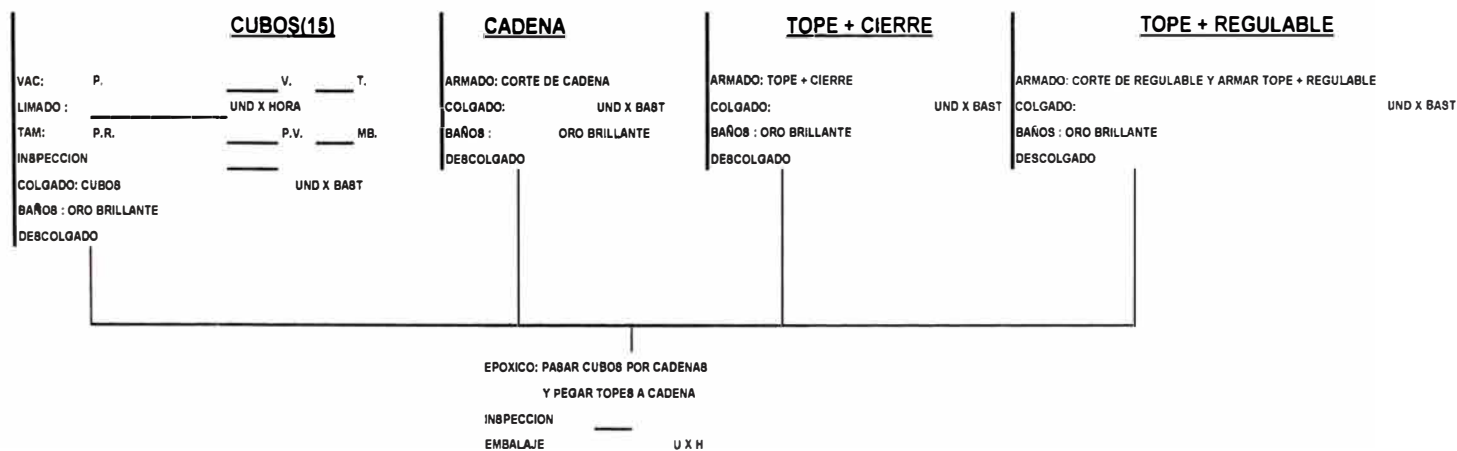 CUBOS(15)
VAC: P. V. T.
LIMADO : UND X HORA
TAM: P.R. P.V. MB.
INSPECCION
COLGADO: CUBOS UND X BAST
BAÑOS : ORO BRILLANTE
DESCOLGADO
CADENA
ARMADO: CORTE DE CADENA
COLGADO: UND X BAST
BAÑOS : ORO BRILLANTE
DESCOLGADO
TOPE + CIERRE
ARMADO: TOPE + CIERRE
COLGADO: UND X BAST
BAÑOS : ORO BRILLANTE
DESCOLGADO
TOPE + REGULABLE
ARMADO: CORTE DE REGULABLE Y ARMAR TOPE + REGULABLE
COLGADO: UND X BAST
BAÑOS : ORO BRILLANTE
DESCOLGADO
EPOXICO: PASAR CUBOS POR CADENAS
Y PEGAR TOPES A CADENA
INSPECCION
EMBALAJE U X H